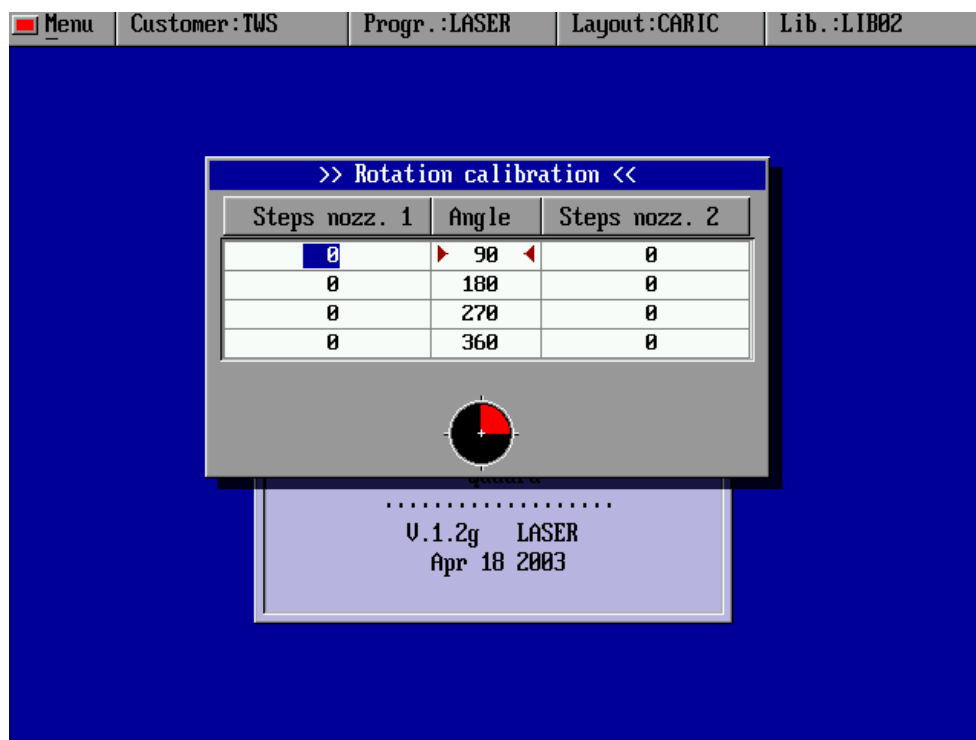 Menu Customer:TWS Progr.:LASER Layout:CARIC Lib.:LIB02
>> Rotation calibration <<
Steps nozz. 1 Angle Steps nozz. 2
0 90 0
0 180 0
0 270 0
0 360 0
....................
V.1.2g LASER
Apr 18 2003